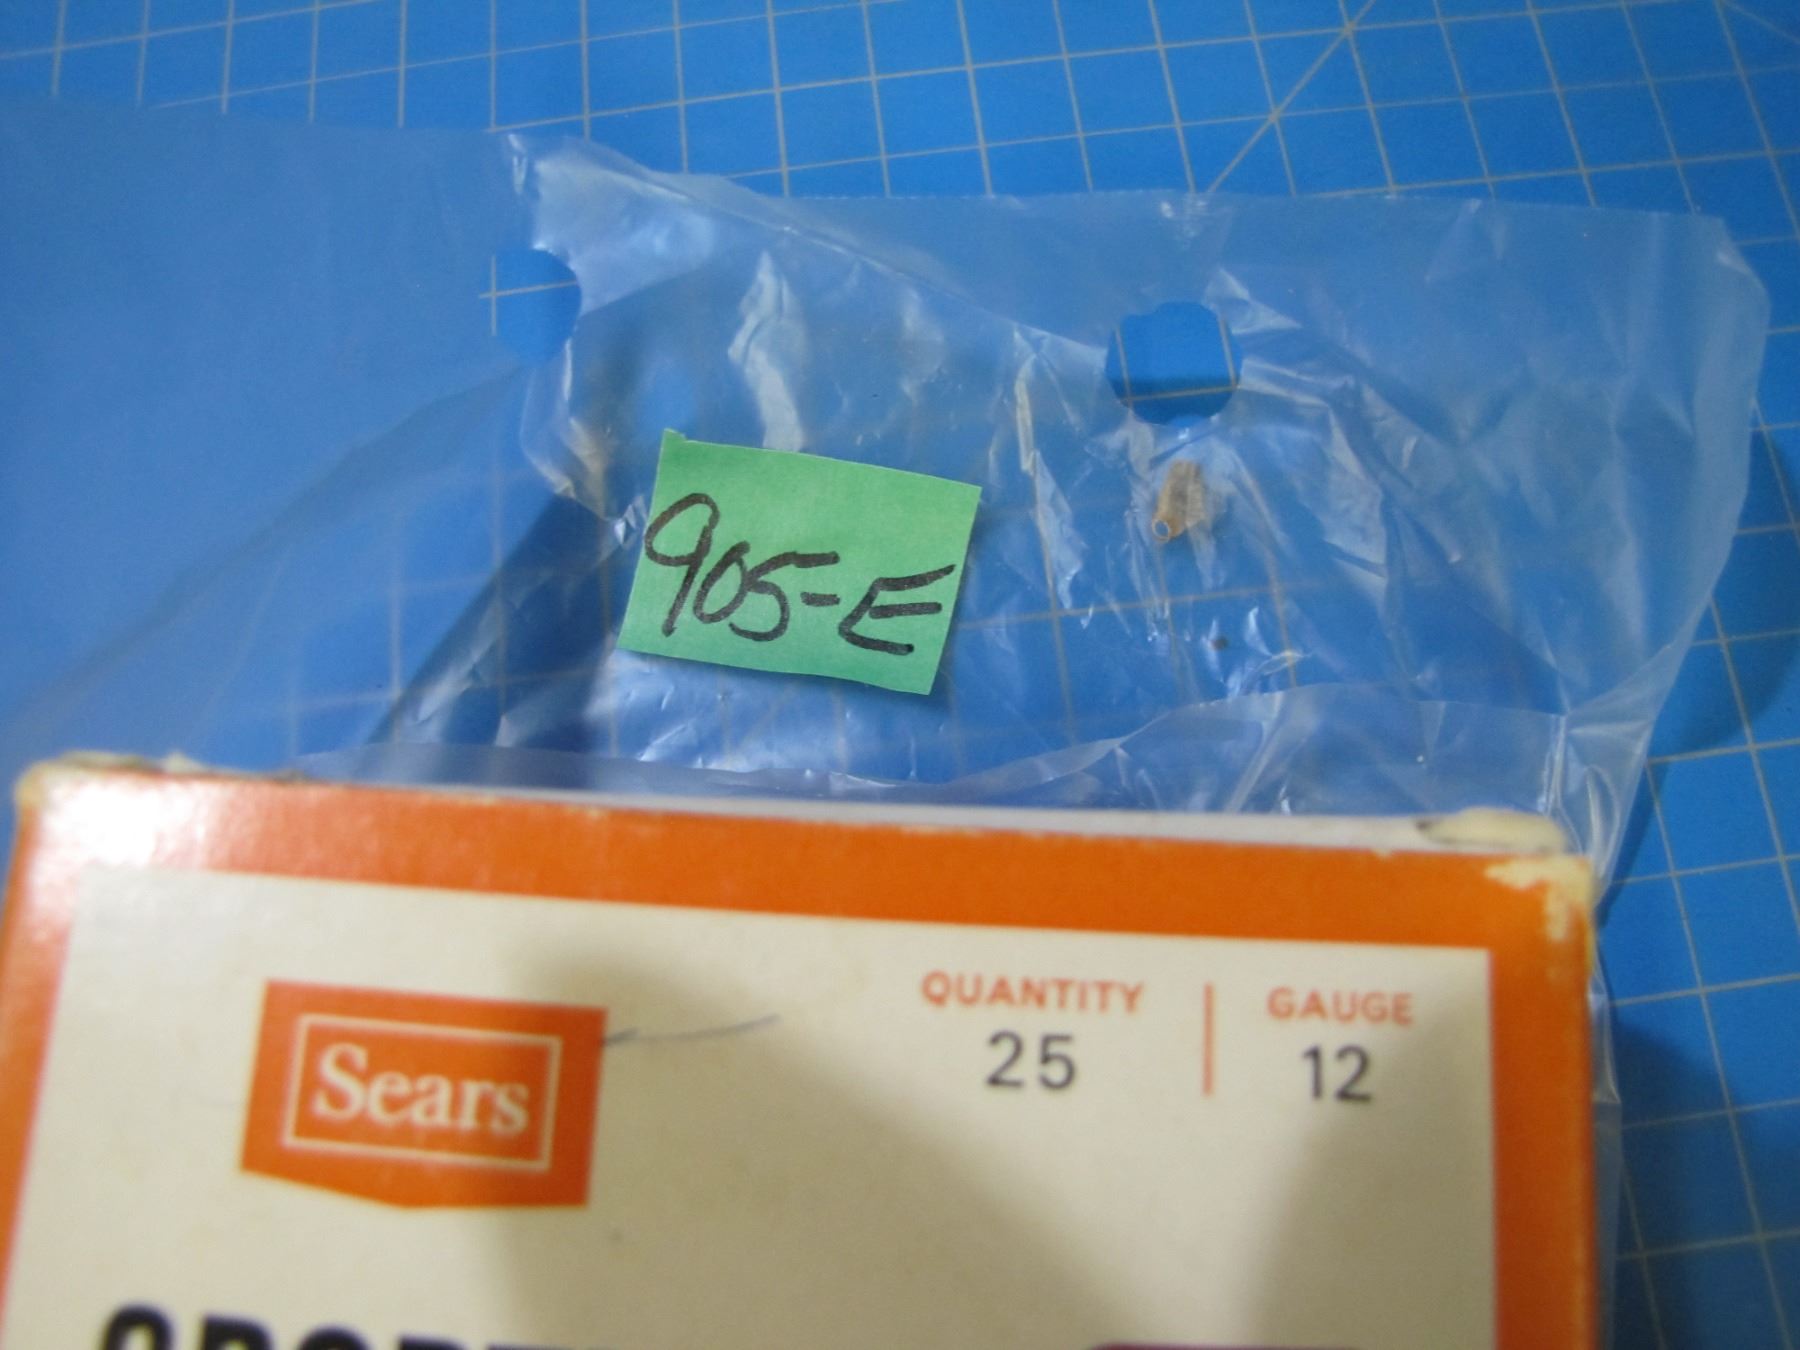 905-E
Sears
QUANTITY
25
GAUGE
12